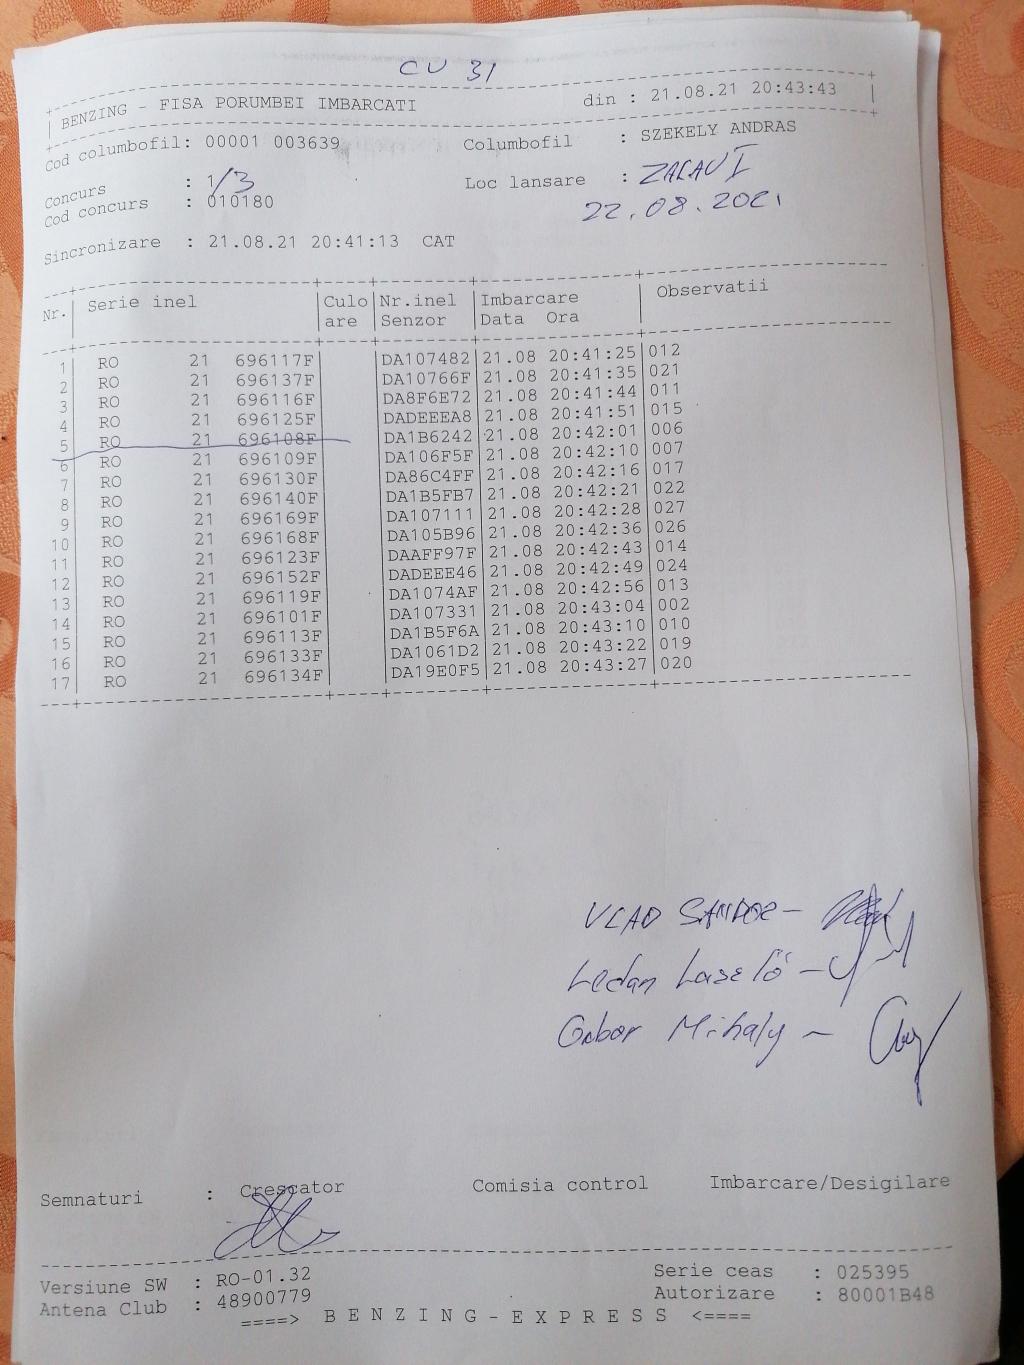 CU 31
BENZING - FISA PORUMBEI IMBARCATI din : 21.08.21 20:43:43
Cod columbofil: 00001 003639 Columbofil : SZEKELY ANDRAS
Concurs : 1/3 Loc lansare : ZALAU I
Cod concurs : 010180 22.08.2021
Sincronizare : 21.08.21 20:41:13 CAT
Nr. Serie inel Culo Nr.inel Imbarcare Observatii
are Senzor Data Ora
1 RO 21 696117F DA107482 21.08 20:41:25 012
2 RO 21 696137F DA10766F 21.08 20:41:35 021
3 RO 21 696116F DA8F6E72 21.08 20:41:44 011
4 RO 21 696125F DADEEEA8 21.08 20:41:51 015
5 RO 21 696108F DA1B6242 21.08 20:42:01 006
6 RO 21 696109F DA106F5F 21.08 20:42:10 007
7 RO 21 696130F DA86C4FF 21.08 20:42:16 017
8 RO 21 696140F DA1B5FB7 21.08 20:42:21 022
9 RO 21 696169F DA107111 21.08 20:42:28 027
10 RO 21 696168F DA105B96 21.08 20:42:36 026
11 RO 21 696123F DAAFF97F 21.08 20:42:43 014
12 RO 21 696152F DADEEE46 21.08 20:42:49 024
13 RO 21 696119F DA1074AF 21.08 20:42:56 013
14 RO 21 696101F DA107331 21.08 20:43:04 002
15 RO 21 696113F DA1B5F6A 21.08 20:43:10 010
16 RO 21 696133F DA1061D2 21.08 20:43:22 019
17 RO 21 696134F DA19E0F5 21.08 20:43:27 020
VLAD SANDOR -
Ledan László -
Gabor Mihaly -
Semnaturi : Crescator Comisia control Imbarcare/Desigilare
Versiune SW : RO-01.32 Serie ceas : 025395
Antena Club : 48900779 Autorizare : 80001B48
====> BENZING-EXPRESS <====